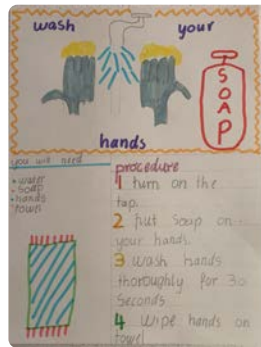 wash your
hands
SOAP
you will need
• water
• soap
• hands
• towel
procedure
1 turn on the
tap.
2 put soap on
your hands.
3 wash hands
thoroughly for 30
seconds
4 wipe hands on
towel